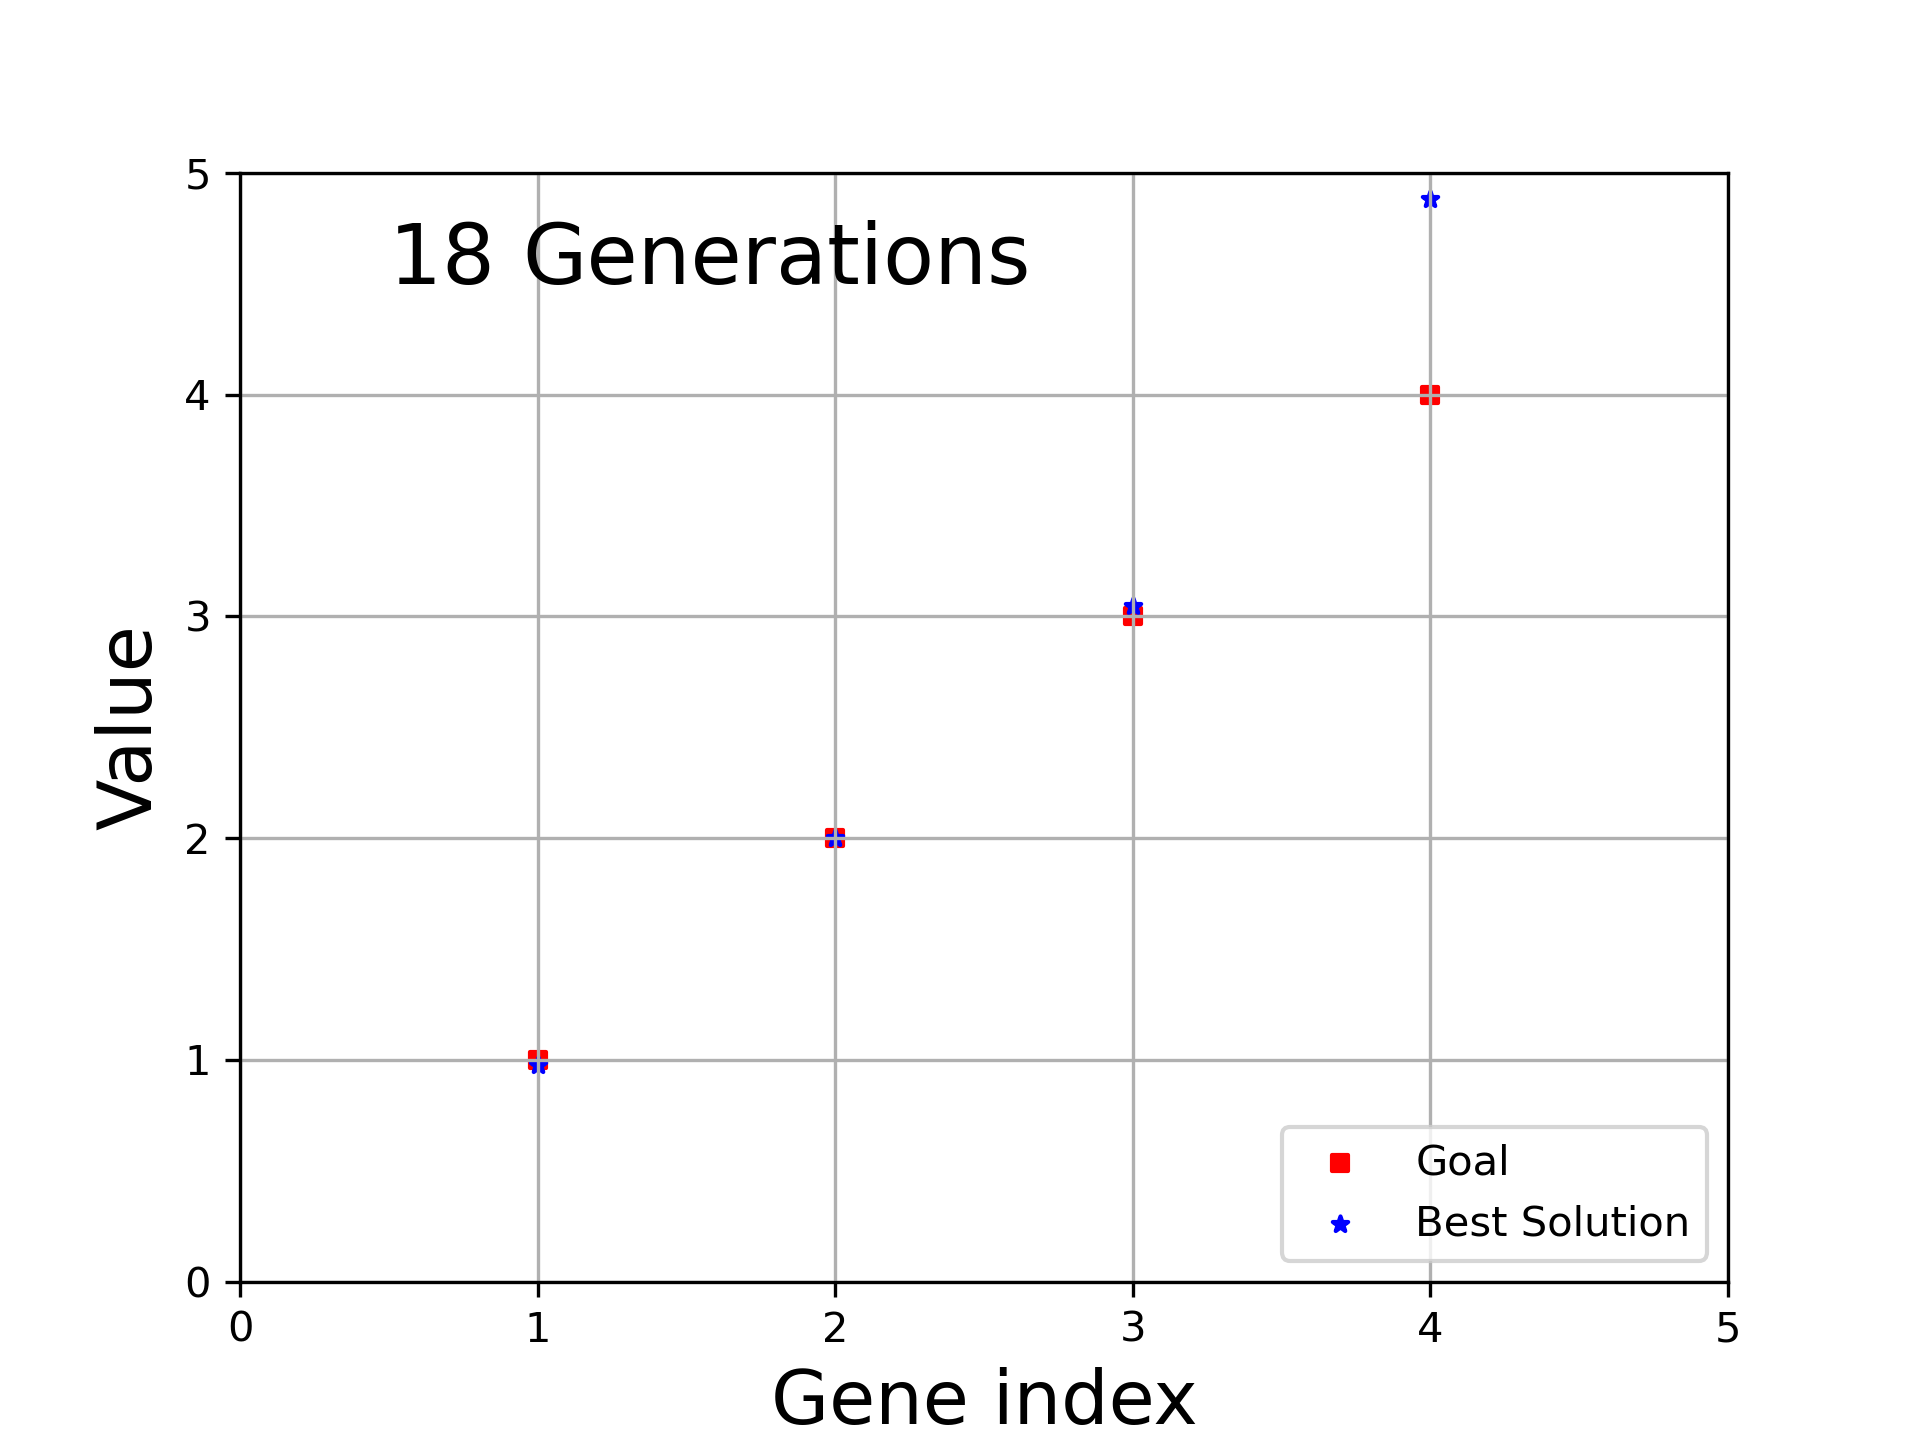 18 Generations
5
4
3
2
1
0
Value
0 1 2 3 4 5
Gene index
Goal
Best Solution